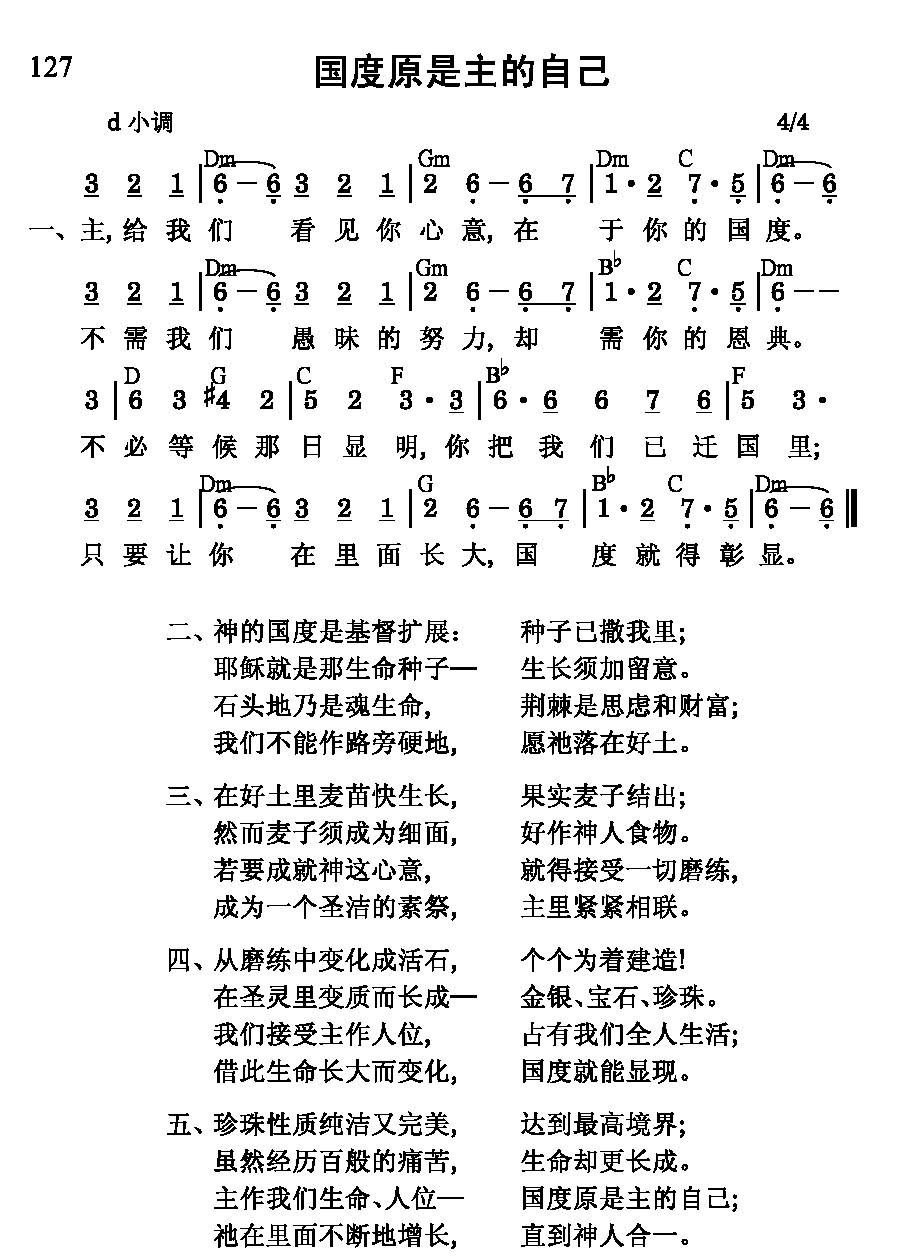 127
国度原是主的自己
d小调 4/4
Dm Gm Dm C Dm
3 2 1 | 6 - 6 3 2 1 | 2 6 - 6 7 | 1 · 2 7 · 5 | 6 - 6
一、主,给我们 看见你心意,在 于你的国度。
Dm Gm B♭ C Dm
3 2 1 | 6 - 6 3 2 1 | 2 6 - 6 7 | 1 · 2 7 · 5 | 6 - -
不需我们 愚昧的努力,却 需你的恩典。
D G C F B♭ F
3 | 6 3 #4 2 | 5 2 3 · 3 | 6 · 6 6 7 6 | 5 3 ·
不必等候那日显明,你把我们已迁国里;
Dm G B♭ C Dm
3 2 1 | 6 - 6 3 2 1 | 2 6 - 6 7 | 1 · 2 7 · 5 | 6 - 6 ‖
只要让你 在里面长大,国 度就得彰显。
二、神的国度是基督扩展: 种子已撒我里;
耶稣就是那生命种子— 生长须加留意。
石头地乃是魂生命, 荆棘是思虑和财富;
我们不能作路旁硬地, 愿祂落在好土。
三、在好土里麦苗快生长, 果实麦子结出;
然而麦子须成为细面, 好作神人食物。
若要成就神这心意, 就得接受一切磨练,
成为一个圣洁的素祭, 主里紧紧相联。
四、从磨练中变化成活石, 个个为着建造!
在圣灵里变质而长成— 金银、宝石、珍珠。
我们接受主作人位, 占有我们全人生活;
借此生命长大而变化, 国度就能显现。
五、珍珠性质纯洁又完美, 达到最高境界;
虽然经历百般的痛苦, 生命却更长成。
主作我们生命、人位— 国度原是主的自己;
祂在里面不断地增长, 直到神人合一。